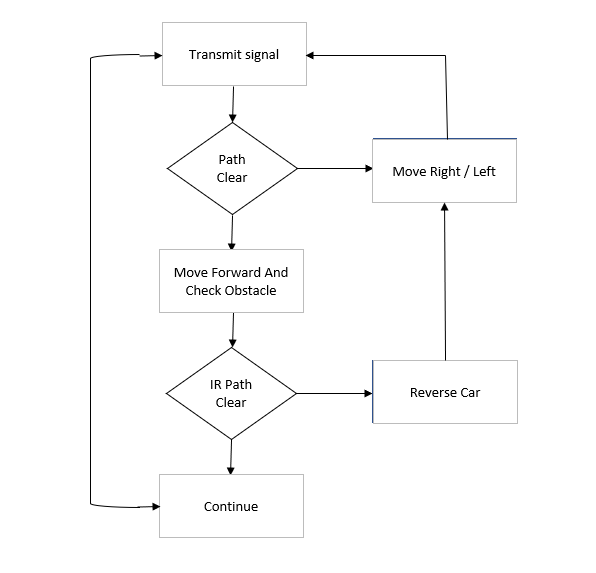 Transmit signal
Path
Clear
Move Right / Left
Move Forward And
Check Obstacle
IR Path
Clear
Reverse Car
Continue